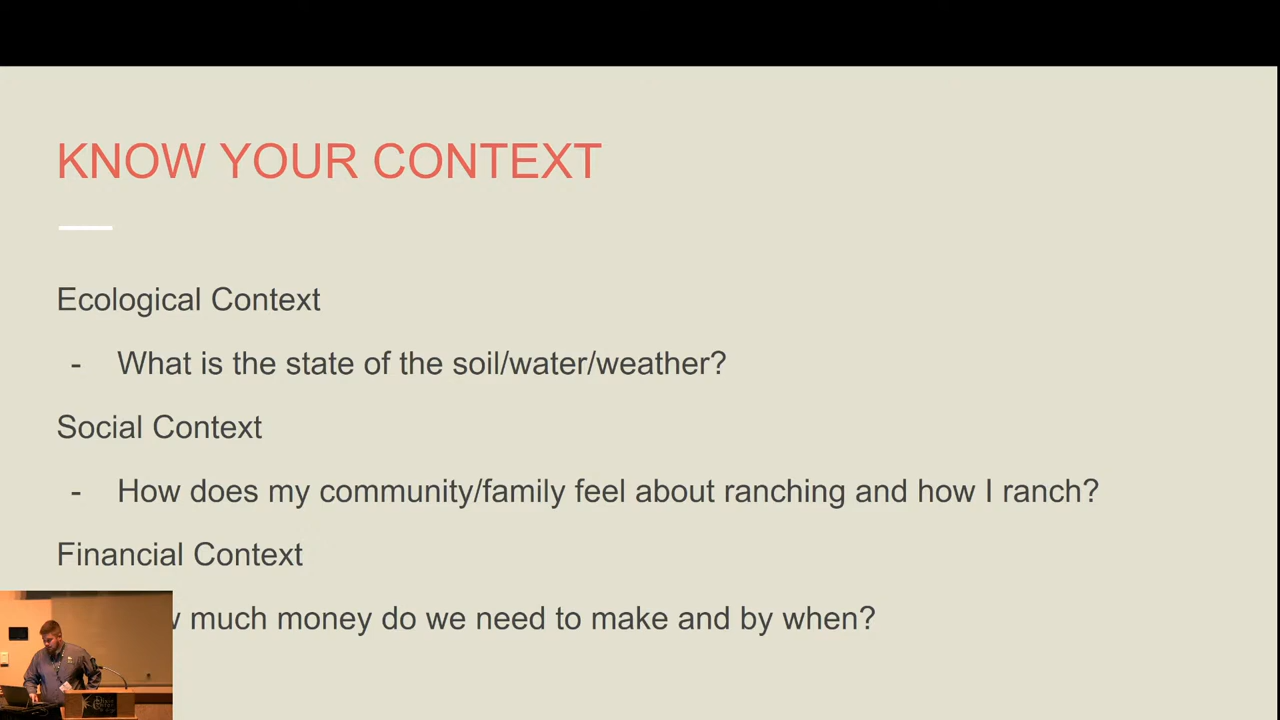 KNOW YOUR CONTEXT
Ecological Context
- What is the state of the soil/water/weather?
Social Context
- How does my community/family feel about ranching and how I ranch?
Financial Context
much money do we need to make and by when?